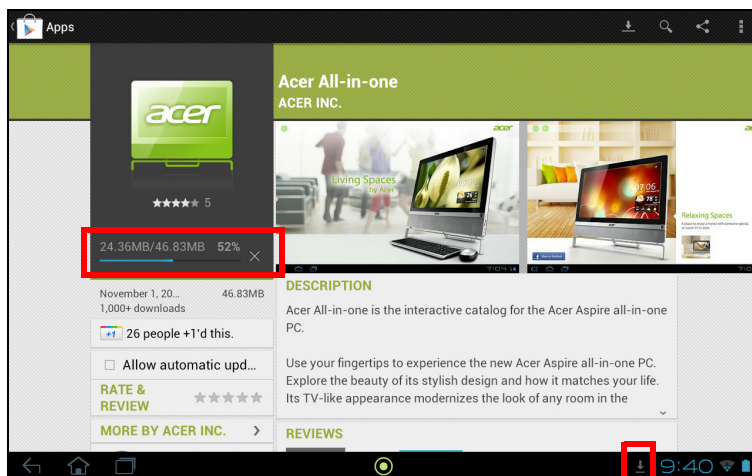 Apps
acer
Acer All-in-one
ACER INC.
5
24.36MB/46.83MB 52%
November 1, 20... 46.83MB
1,000+ downloads
+1 26 people +1'd this.
Allow automatic upd...
RATE &
REVIEW
MORE BY ACER INC.
acer
Living Spaces
by Acer
7:04
07:06
Relaxing Spaces
DESCRIPTION
Acer All-in-one is the interactive catalog for the Acer Aspire all-in-one
PC.
Use your fingertips to experience the new Acer Aspire all-in-one PC.
Explore the beauty of its stylish design and how it matches your life.
Its TV-like appearance modernizes the look of any room in the
REVIEWS
9:40